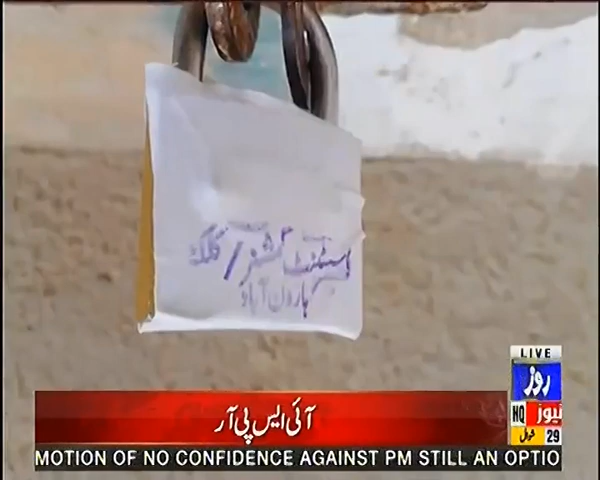 اسسٹنٹ کمشنر/کلکٹر
ہارون آباد
LIVE
روز
HQ نیوز
شوال 29
آئی ایس پی آر
MOTION OF NO CONFIDENCE AGAINST PM STILL AN OPTIO